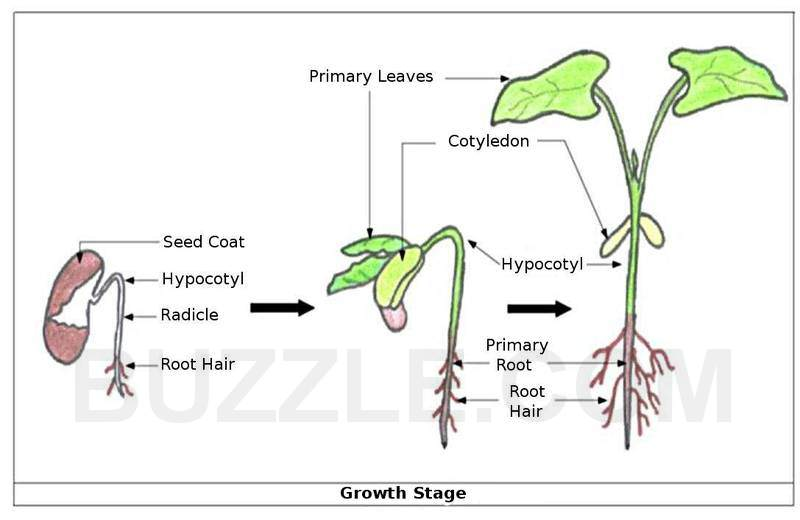 Primary Leaves
Cotyledon
Seed Coat
Hypocotyl
Radicle
Root Hair
Hypocotyl
Primary
Root
Root
Hair
BUZZLE.COM
Growth Stage